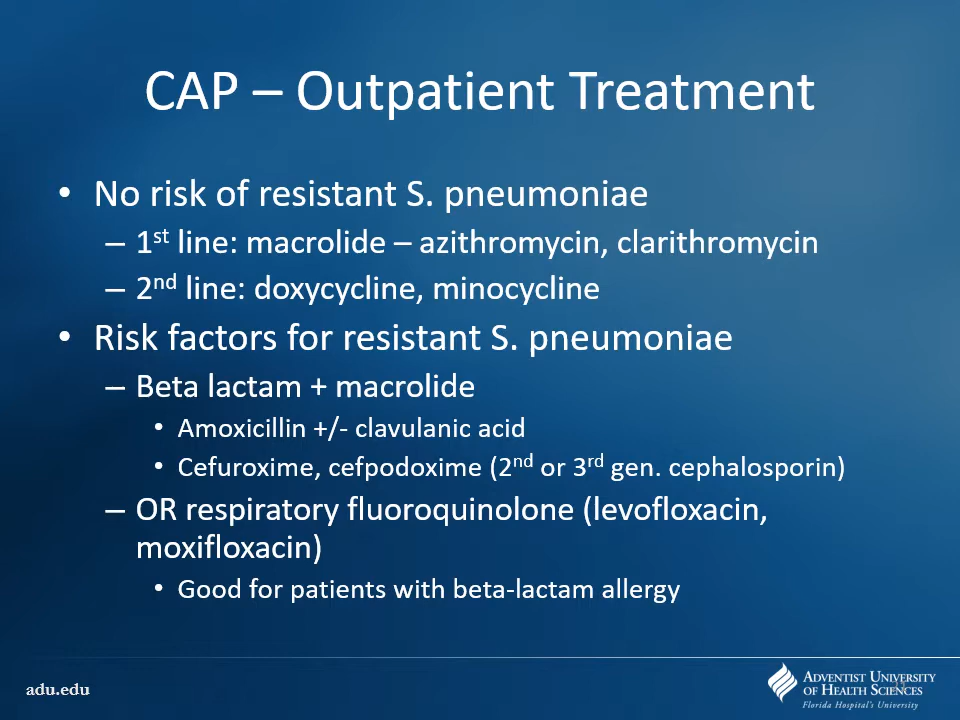 CAP – Outpatient Treatment
• No risk of resistant S. pneumoniae
– 1st line: macrolide – azithromycin, clarithromycin
– 2nd line: doxycycline, minocycline
• Risk factors for resistant S. pneumoniae
– Beta lactam + macrolide
• Amoxicillin +/- clavulanic acid
• Cefuroxime, cefpodoxime (2nd or 3rd gen. cephalosporin)
– OR respiratory fluoroquinolone (levofloxacin,
moxifloxacin)
• Good for patients with beta-lactam allergy
adu.edu
ADVENTIST UNIVERSITY
OF HEALTH SCIENCES
Florida Hospital's University